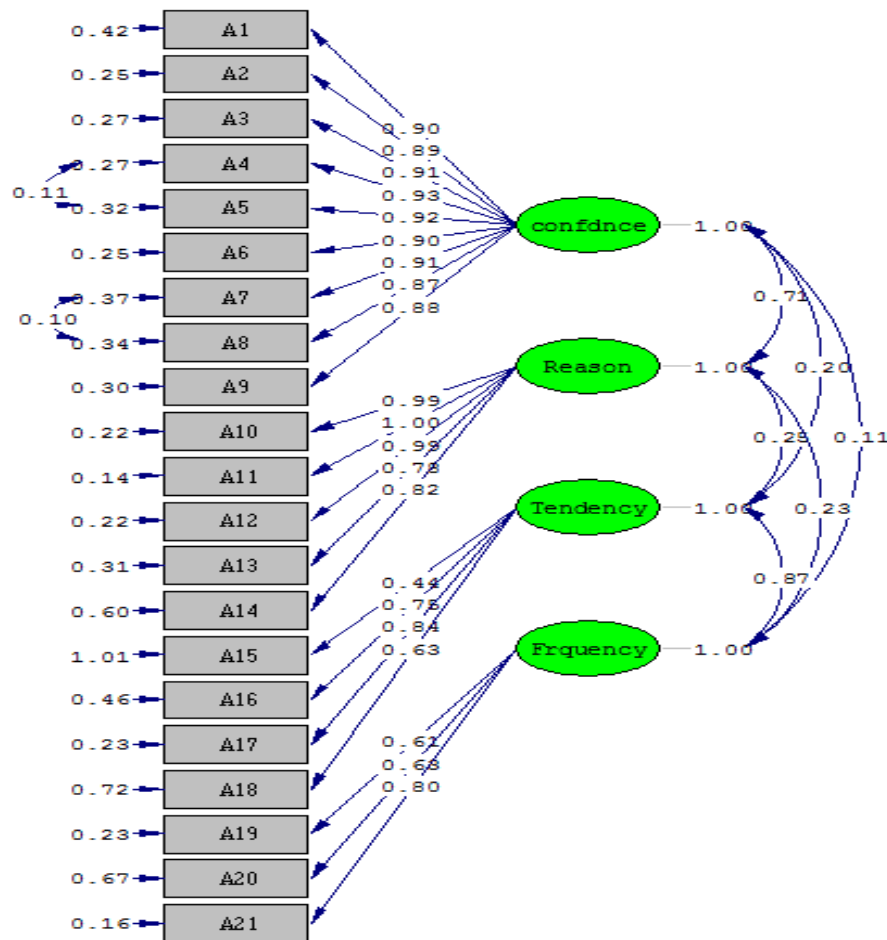 0.42 A1
0.25 A2
0.27 A3
0.27 A4
0.11
0.32 A5
0.25 A6
0.37 A7
0.10
0.34 A8
0.30 A9
0.22 A10
0.14 A11
0.22 A12
0.31 A13
0.60 A14
1.01 A15
0.46 A16
0.23 A17
0.72 A18
0.23 A19
0.67 A20
0.16 A21
0.90
0.89
0.91
0.93
0.92
0.90
0.91
0.87
0.88
0.99
1.00
0.99
0.82
0.44
0.84
0.63
0.61
0.80
confdnce 1.00
0.71
Reason 1.00
0.20
0.11
Tendency 1.00
0.23
0.87
Frquency 1.00